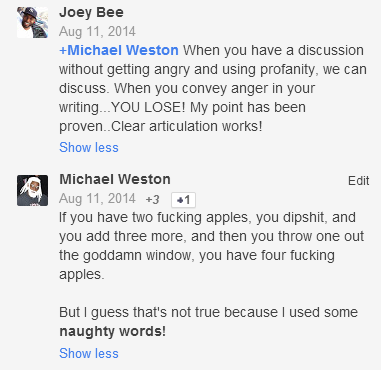 Joey Bee
Aug 11, 2014
+Michael Weston When you have a discussion
without getting angry and using profanity, we can
discuss. When you convey anger in your
writing...YOU LOSE! My point has been
proven..Clear articulation works!
Show less
Michael Weston
Edit
Aug 11, 2014 +3 +1
If you have two fucking apples, you dipshit, and
you add three more, and then you throw one out
the goddamn window, you have four fucking
apples.
But I guess that's not true because I used some
naughty words!
Show less